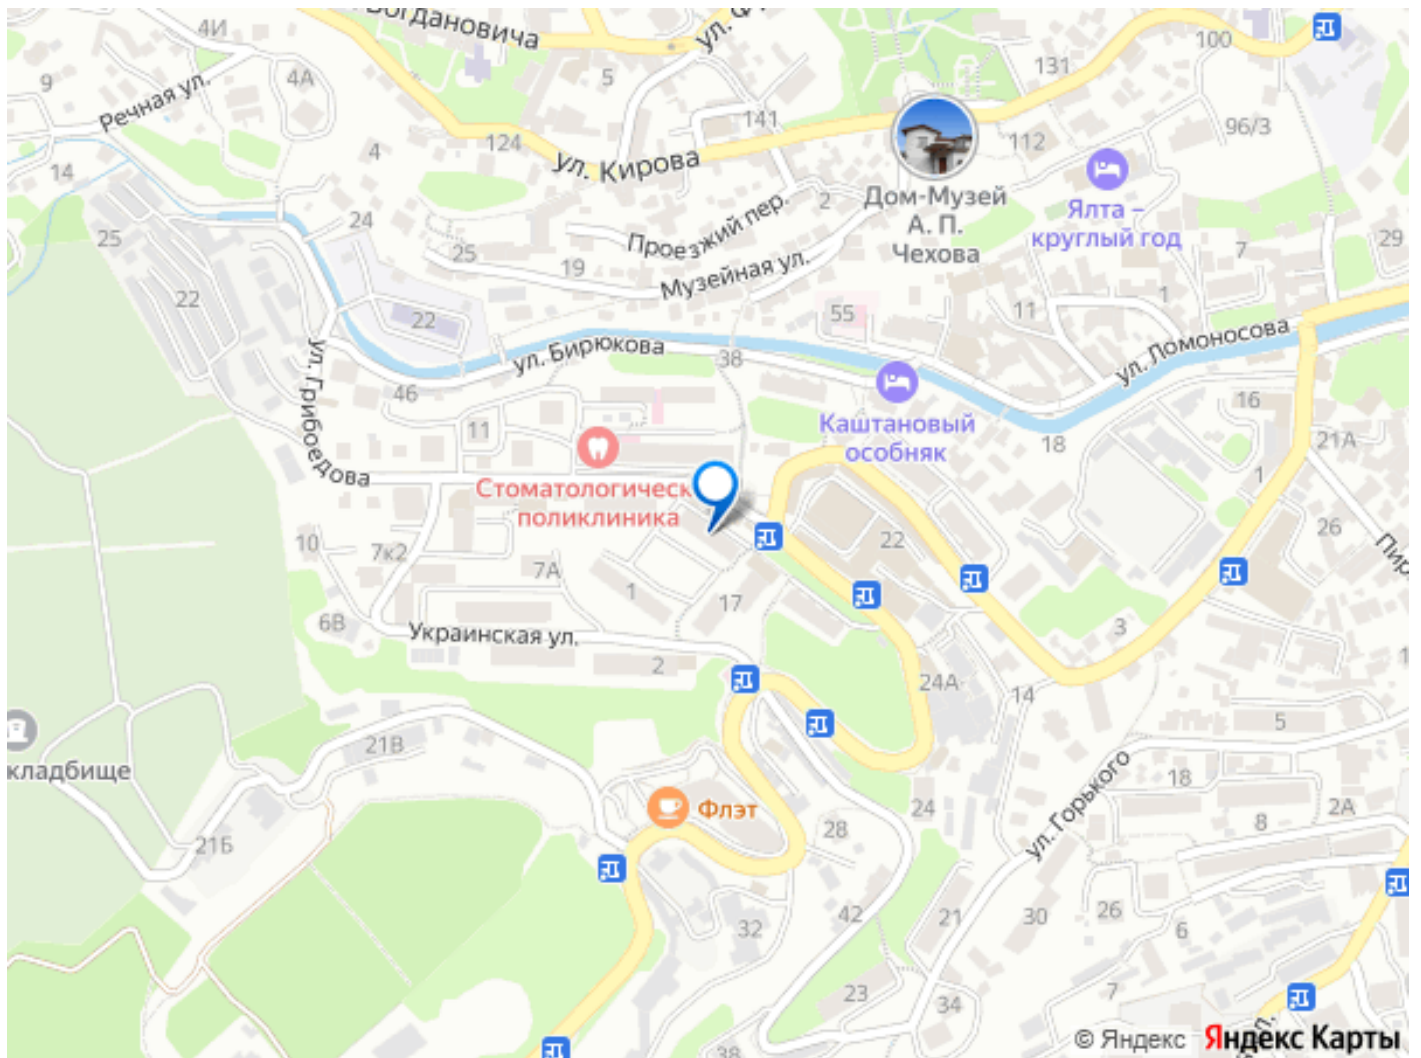 Богдановича
4И
ул.
100
9
4А
5
131
Речная ул.
141
96/3
124
112
4
14
ул. Кирова
Дом-Музей
А. П.
Чехова
2
Ялта –
круглый год
24
Проезжий пер.
25
25
29
7
19
Музейная ул.
22
1
11
55
22
ул. Ломоносова
ул. Бирюкова
38
ул. Грибоедова
46
16
Каштановый
особняк
11
18
21А
1
Стоматологическ
поликлиника
26
22
10
7к2
7А
Пир
1
17
6В
3
Украинская ул.
2
24А
14
5
21В
кладбище
18
ул. Горького
Флэт
24
2А
28
8
21Б
42
21
30
26
32
6
23
34
7
38
© Яндекс
Яндекс Карты